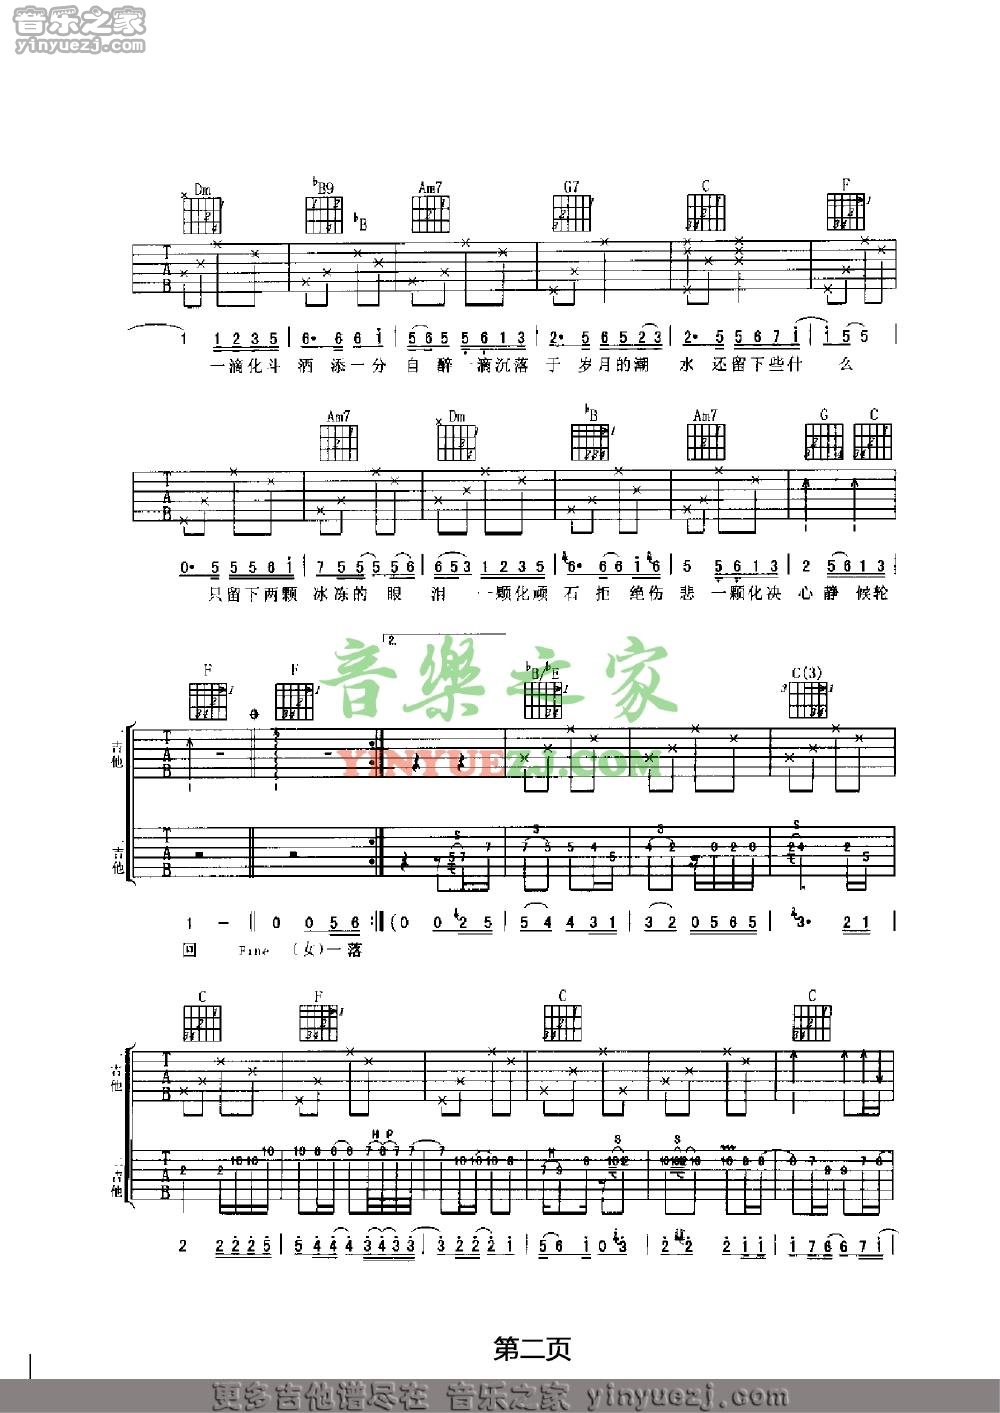 音乐之家
yinyuezj.com
Dm ♭B9 ♭B Am7 G7 C F
T A B
1 1 2 3 5 | 6· 6 6 i | 5 6 5 5 6 1 3 | 2· 5 6 5 2 3 | 2· 5 5 6 7 i | 1 5 5 |
一滴化斗 洒 添一分 自 醉 一滴沉落 于 岁月的潮 水 还留下些什 么
Am7 Dm ♭B Am7 G C
T A B
0· 5 5 5 6 i | 7 5 5 5 5 5 | 6 5 3 1 2 3 5 | 6· 6 6 i 6 | 5 5 6 1 3 | 2 5 6 1 3
只留下两颗 冰冻的 眼 泪 一颗化顽 石 拒 绝伤 悲 一颗化决 心静 候轮
2.
F F ♭B/♭E C(3)
音樂之家
YINYUEZJ.COM
吉他 T A B
吉他 T A B
1 − ‖ 0 0 5 6 :‖ (0 0 2 5 | 5 4 4 3 1 | 3 2 0 5 6 5 | 3· 2 1 |
回 Fine (女)一落
C F C C
吉他 T A B
H P H S S
吉他 T A B
2 2 2 2 5 | 5 4 4 4 3 4 3 3 | 3 2 2 2 i | 5 6 i 0 3 | 2 2 2 i i | i 7 6 6 7 i
第二页
更多吉他谱尽在 音乐之家 yinyuezj.com